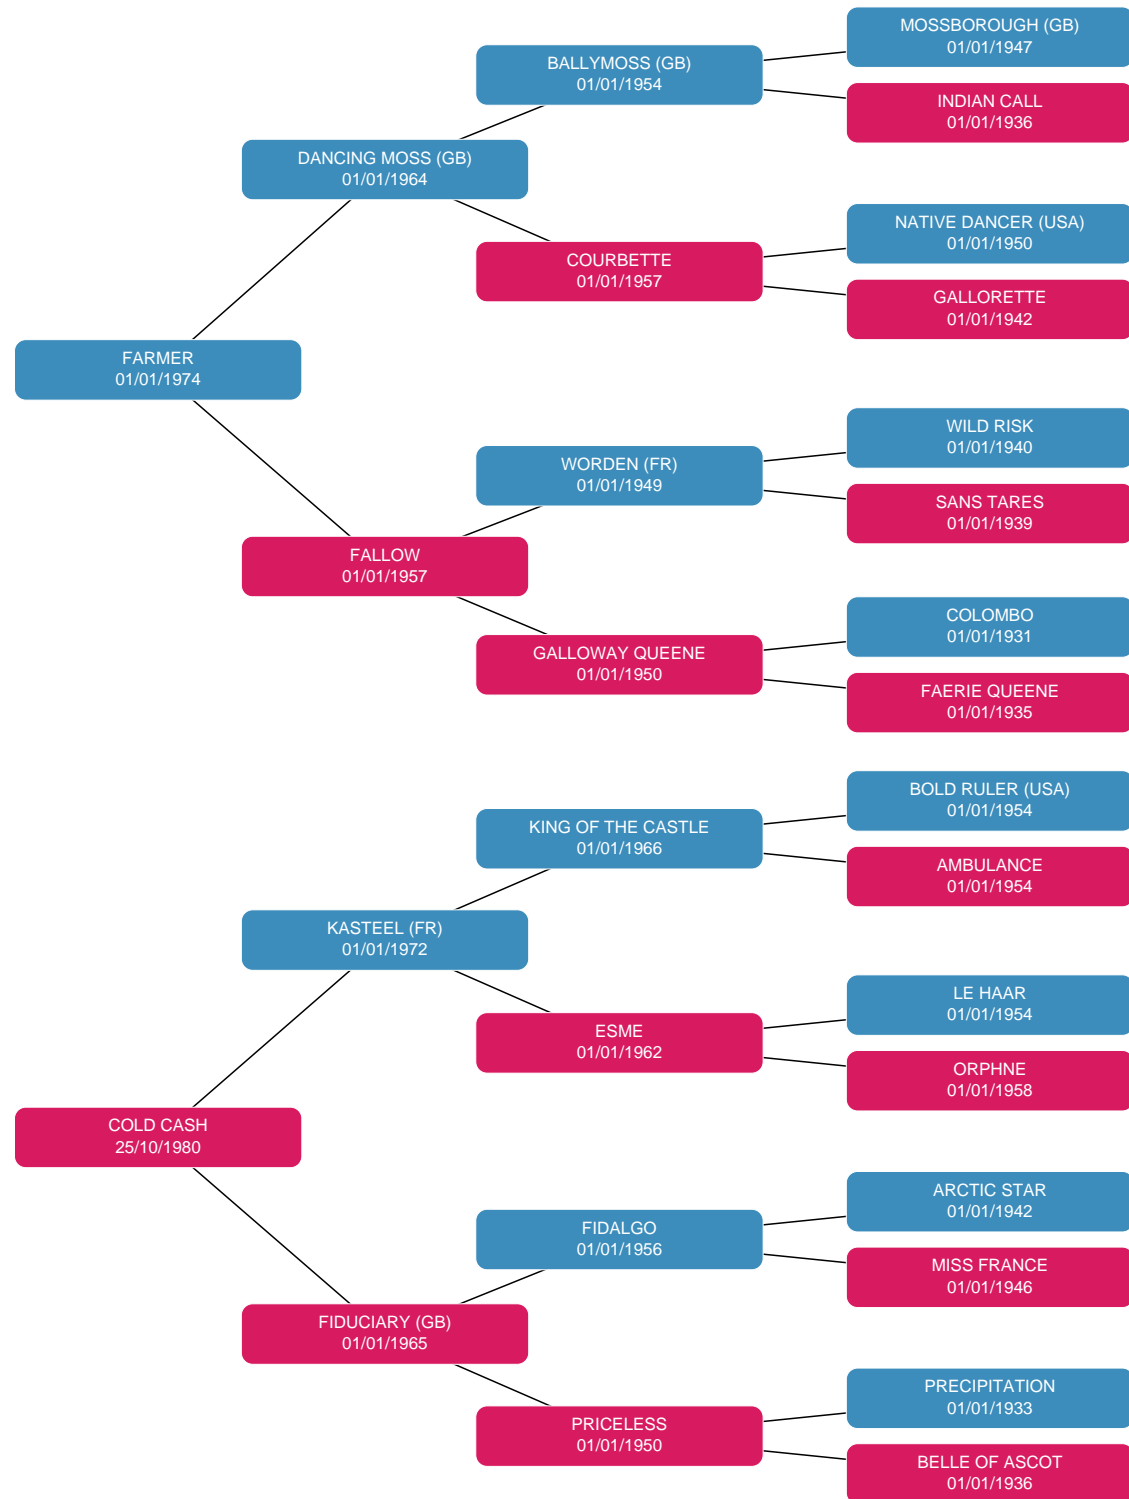 MOSSBOROUGH (GB)
01/01/1947
BALLYMOSS (GB)
01/01/1954
INDIAN CALL
01/01/1936
DANCING MOSS (GB)
01/01/1964
NATIVE DANCER (USA)
01/01/1950
COURBETTE
01/01/1957
GALLORETTE
01/01/1942
FARMER
01/01/1974
WILD RISK
01/01/1940
WORDEN (FR)
01/01/1949
SANS TARES
01/01/1939
FALLOW
01/01/1957
COLOMBO
01/01/1931
GALLOWAY QUEENE
01/01/1950
FAERIE QUEENE
01/01/1935
BOLD RULER (USA)
01/01/1954
KING OF THE CASTLE
01/01/1966
AMBULANCE
01/01/1954
KASTEEL (FR)
01/01/1972
LE HAAR
01/01/1954
ESME
01/01/1962
ORPHNE
01/01/1958
COLD CASH
25/10/1980
ARCTIC STAR
01/01/1942
FIDALGO
01/01/1956
MISS FRANCE
01/01/1946
FIDUCIARY (GB)
01/01/1965
PRECIPITATION
01/01/1933
PRICELESS
01/01/1950
BELLE OF ASCOT
01/01/1936